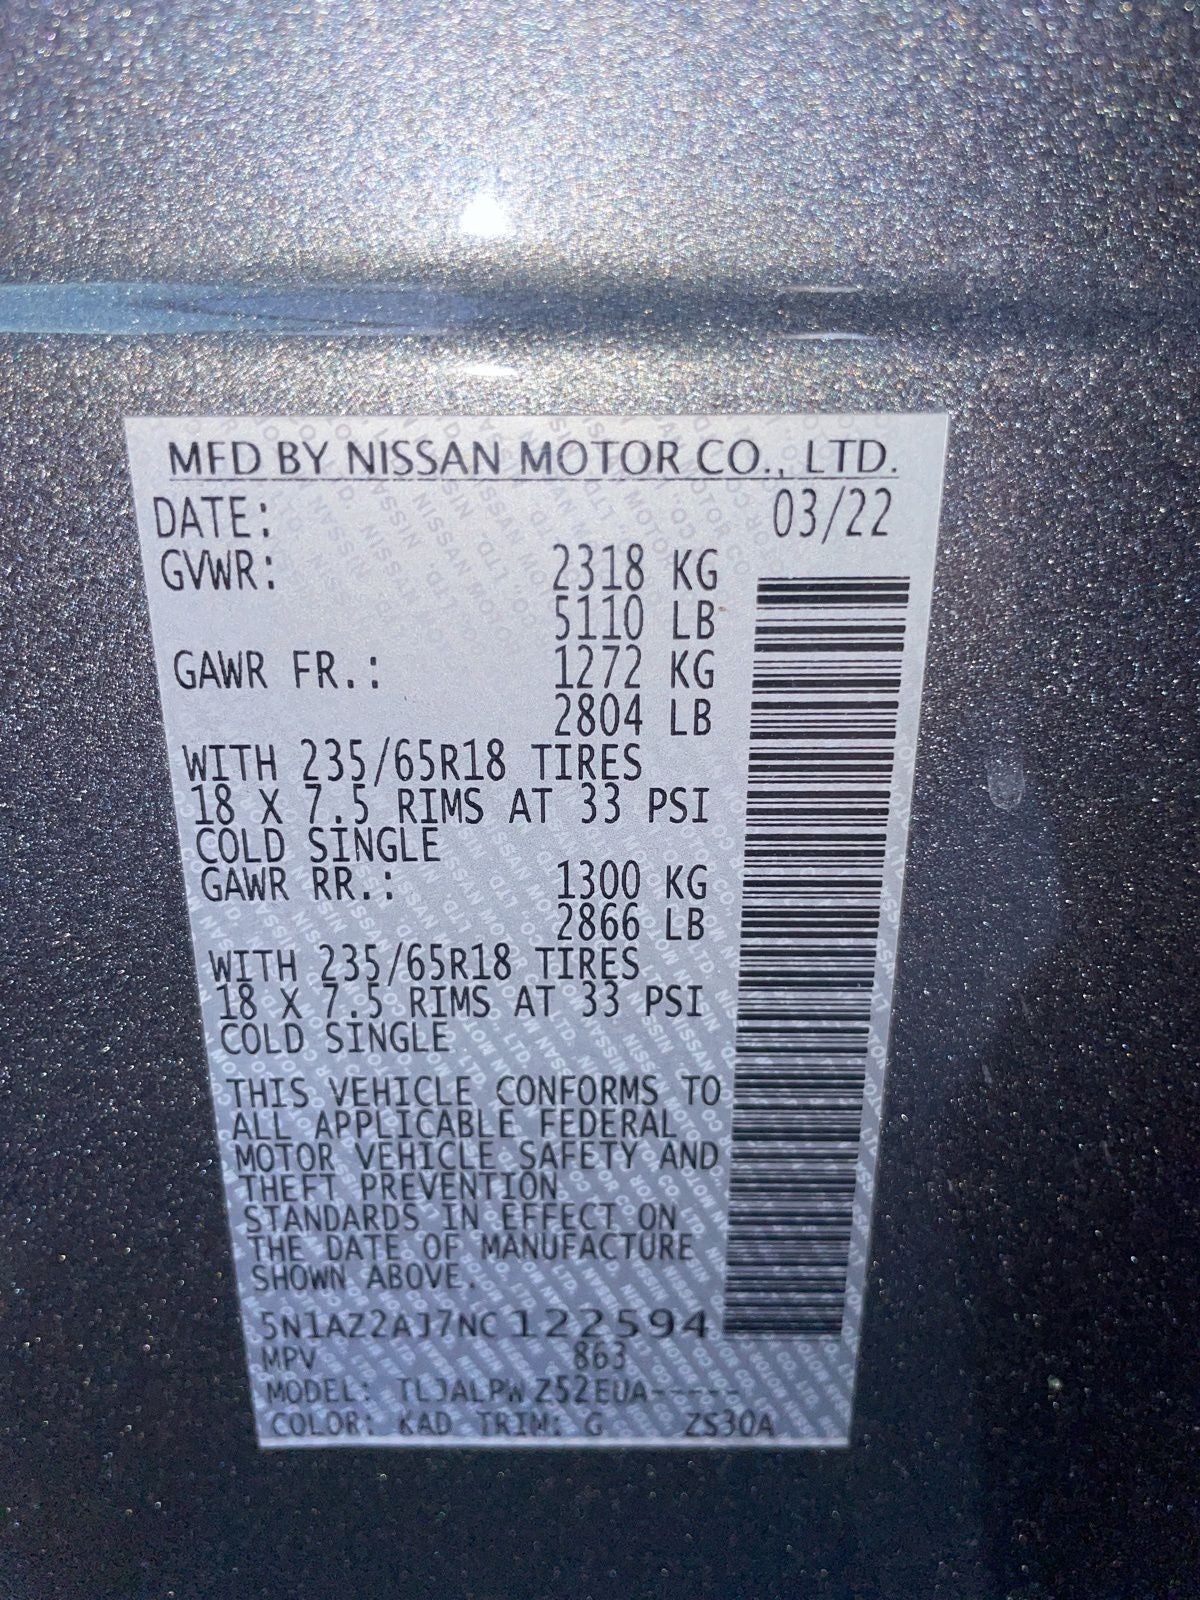 MFD BY NISSAN MOTOR CO., LTD.
DATE: 03/22
GVWR: 2318 KG
5110 LB
GAWR FR.: 1272 KG
2804 LB
WITH 235/65R18 TIRES
18 X 7.5 RIMS AT 33 PSI
COLD SINGLE
GAWR RR.: 1300 KG
2866 LB
WITH 235/65R18 TIRES
18 X 7.5 RIMS AT 33 PSI
COLD SINGLE
THIS VEHICLE CONFORMS TO
ALL APPLICABLE FEDERAL
MOTOR VEHICLE SAFETY AND
THEFT PREVENTION
STANDARDS IN EFFECT ON
THE DATE OF MANUFACTURE
SHOWN ABOVE.
5N1AZ2AJ7NC122594
MPV 863
MODEL: TLJALPW Z52EUA-----
COLOR: KAD TRIM: G ZS30A